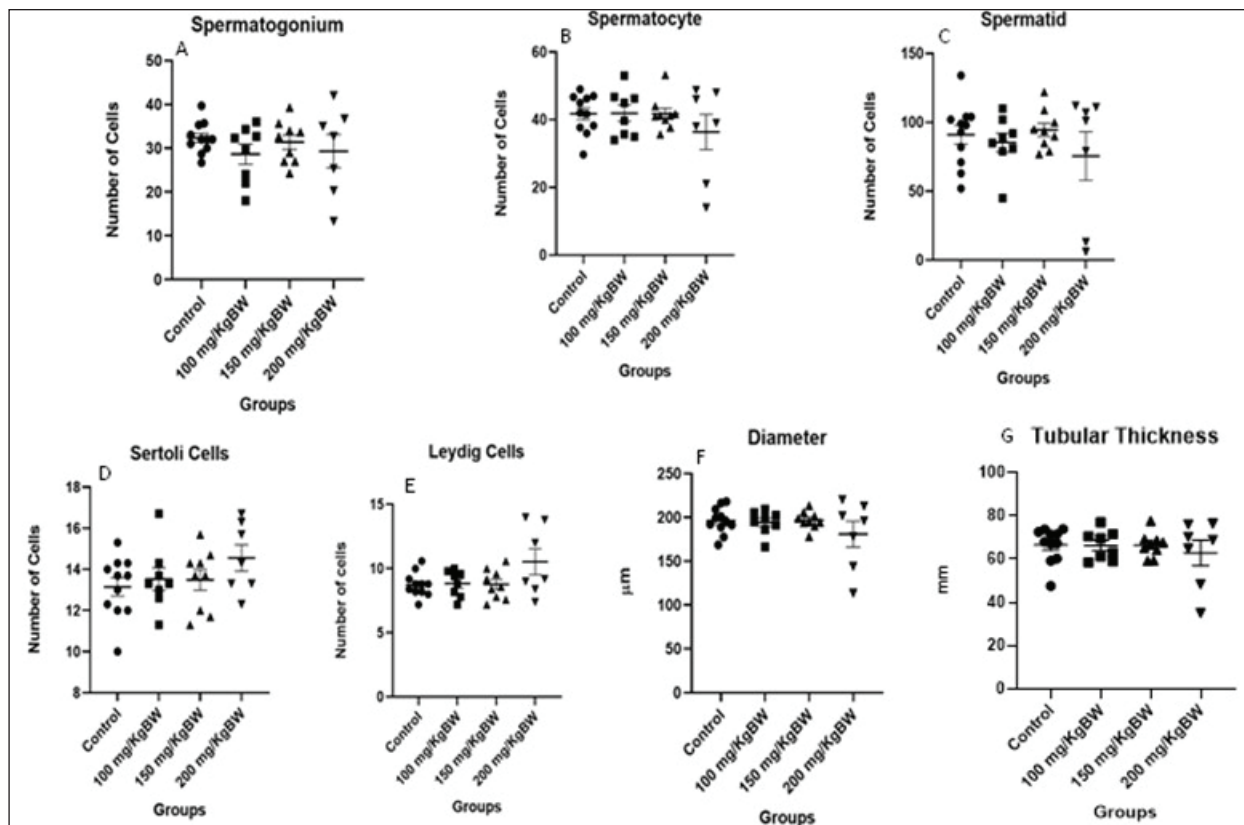 Spermatogonium
A
Number of Cells
50
40
30
20
10
0
Control
100 mg/KgBW
150 mg/KgBW
200 mg/KgBW
Groups
Spermatocyte
B
Number of Cells
60
40
20
0
Control
100 mg/KgBW
150 mg/KgBW
200 mg/KgBW
Groups
Spermatid
C
Number of Cells
150
100
50
0
Control
100 mg/KgBW
150 mg/KgBW
200 mg/KgBW
Groups
Sertoli Cells
D
Number of Cells
18
16
14
12
10
8
Control
100 mg/KgBW
150 mg/KgBW
200 mg/KgBW
Groups
Leydig Cells
E
Number of cells
15
10
5
0
Control
100 mg/KgBW
150 mg/KgBW
200 mg/KgBW
Groups
Diameter
F
µm
250
200
150
100
50
0
Control
100 mg/KgBW
150 mg/KgBW
200 mg/KgBW
Groups
G Tubular Thickness
mm
100
80
60
40
20
0
Control
100 mg/KgBW
150 mg/KgBW
200 mg/KgBW
Groups